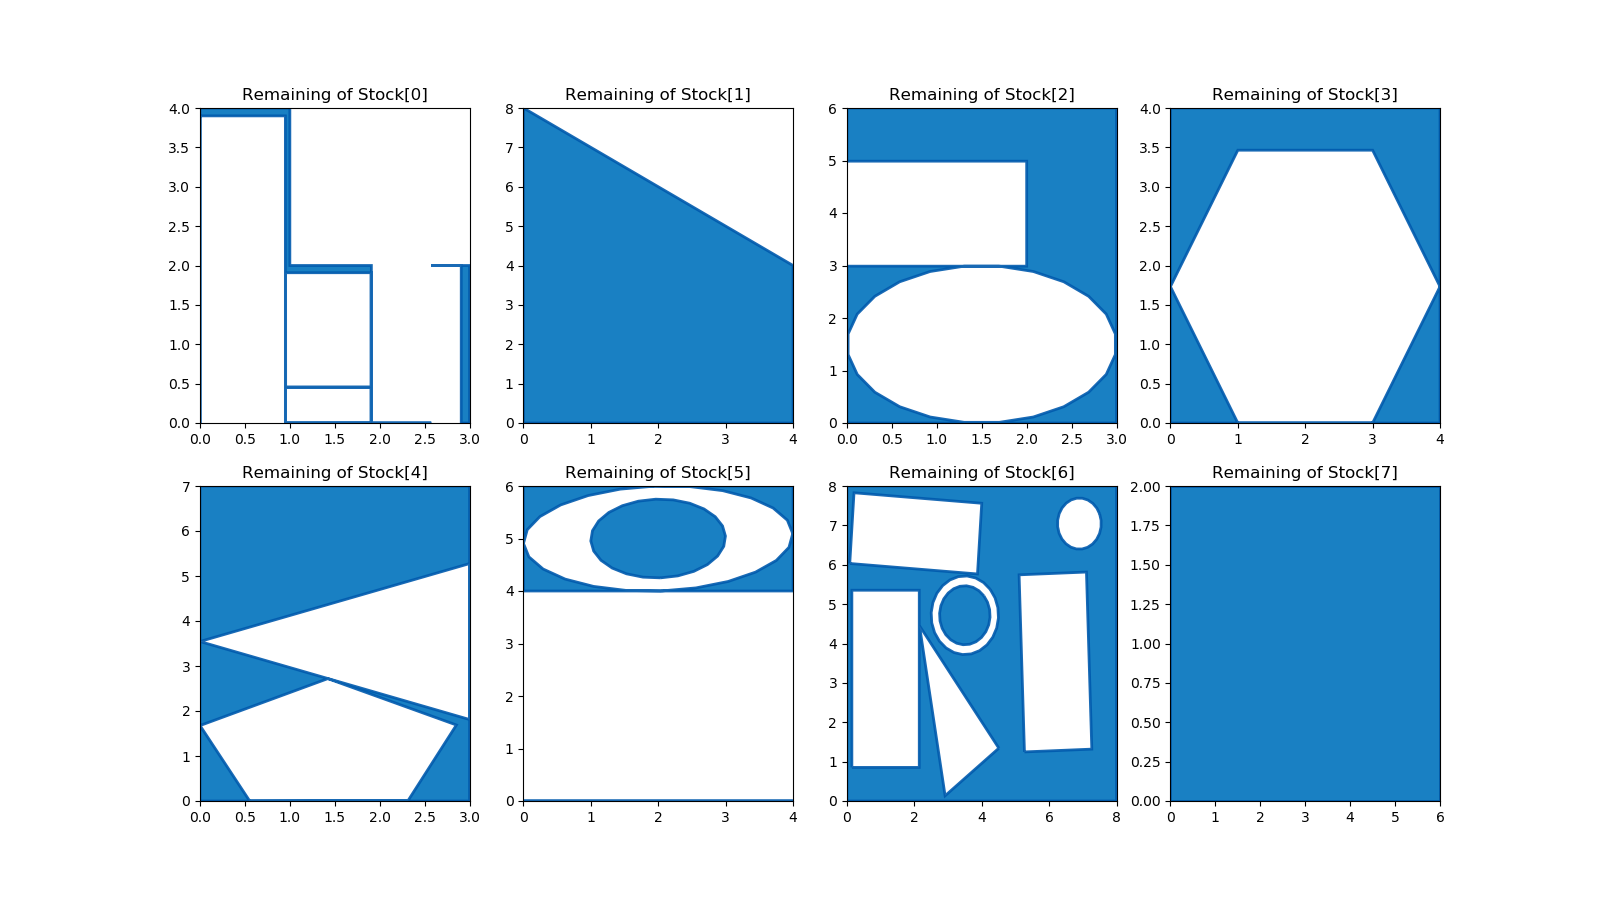 Remaining of Stock[0] Remaining of Stock[1] Remaining of Stock[2] Remaining of Stock[3]
4.0 8 6 4.0
3.5 7 3.5
5
3.0 6 3.0
2.5 5 4 2.5
2.0 4 3 2.0
1.5 3 1.5
2
1.0 2 1.0
0.5 1 1 0.5
0.0 0 0 0.0
0.0 0.5 1.0 1.5 2.0 2.5 3.0 0 1 2 3 4 0.0 0.5 1.0 1.5 2.0 2.5 3.0 0 1 2 3 4
Remaining of Stock[4] Remaining of Stock[5] Remaining of Stock[6] Remaining of Stock[7]
7 6 8 2.00
6 5 7 1.75
5 6 1.50
4 4 5 1.25
3 3 4 1.00
2 3 0.75
2 2 0.50
1 1 1 0.25
0 0 0 0.00
0.0 0.5 1.0 1.5 2.0 2.5 3.0 0 1 2 3 4 0 2 4 6 8 0 1 2 3 4 5 6